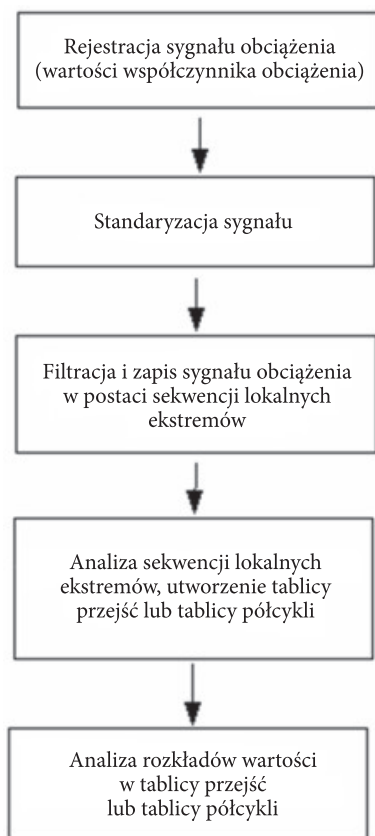 Rejestracja sygnału obciążenia
(wartości współczynnika obciążenia)
Standaryzacja sygnału
Filtracja i zapis sygnału obciążenia
w postaci sekwencji lokalnych
ekstremów
Analiza sekwencji lokalnych
ekstremów, utworzenie tablicy
przejść lub tablicy półcykli
Analiza rozkładów wartości
w tablicy przejść
lub tablicy półcykli